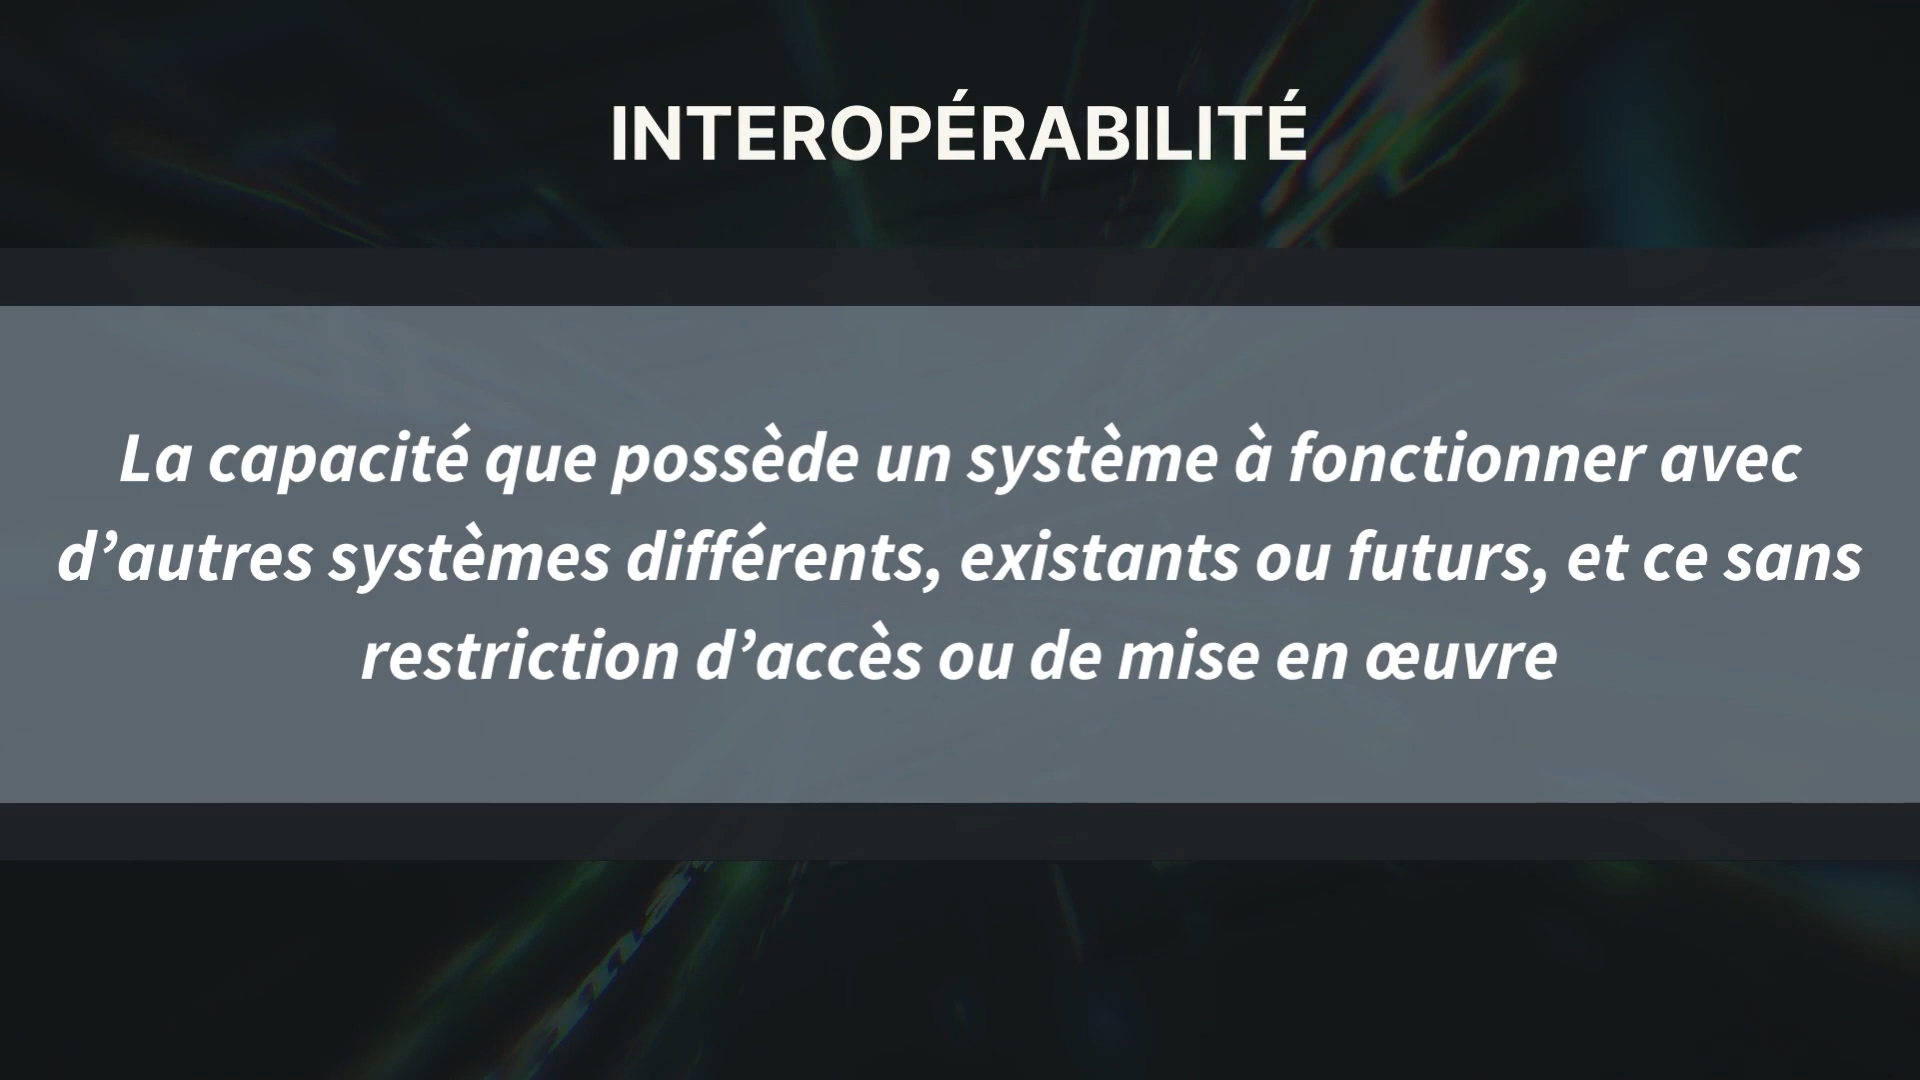 INTEROPÉRABILITÉ
La capacité que possède un système à fonctionner avec
d’autres systèmes différents, existants ou futurs, et ce sans
restriction d’accès ou de mise en œuvre